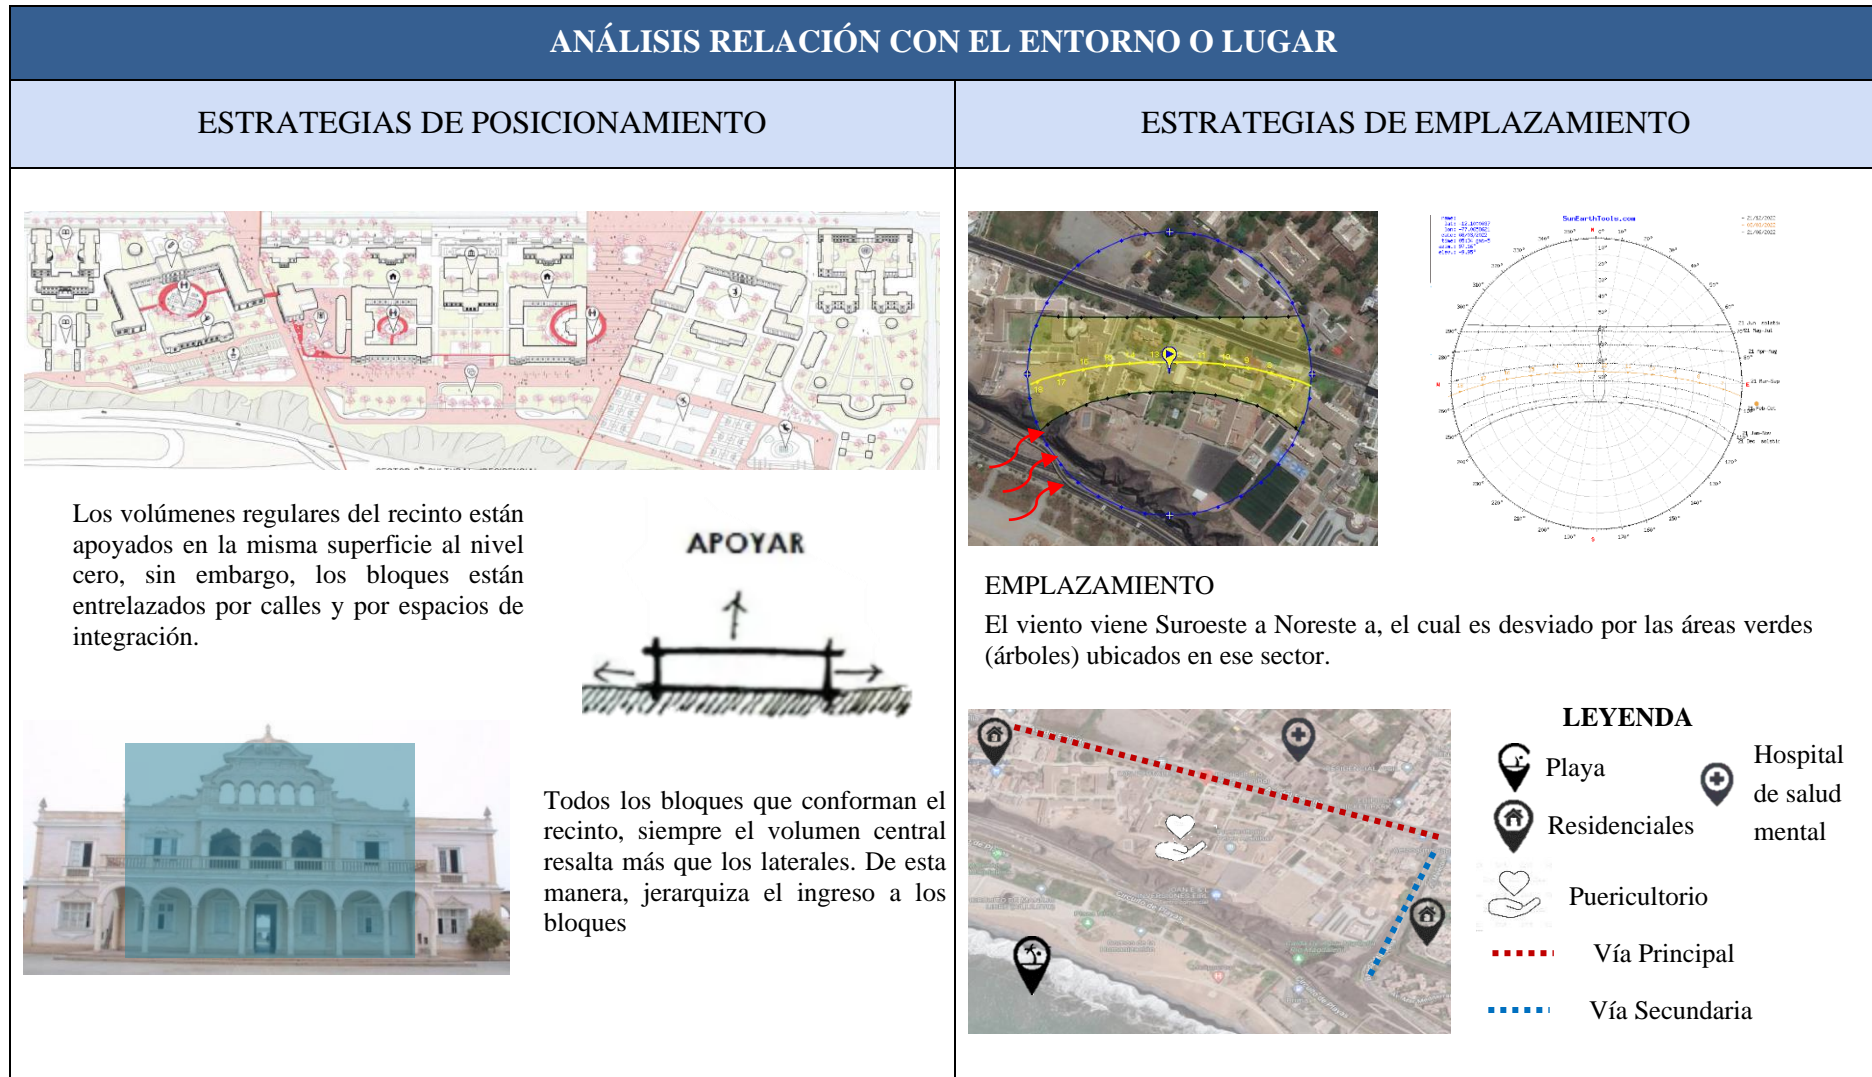 ANÁLISIS RELACIÓN CON EL ENTORNO O LUGAR
ESTRATEGIAS DE POSICIONAMIENTO
ESTRATEGIAS DE EMPLAZAMIENTO
Los volúmenes regulares del recinto están
apoyados en la misma superficie al nivel
cero, sin embargo, los bloques están
entrelazados por calles y por espacios de
integración.
APOYAR
Todos los bloques que conforman el
recinto, siempre el volumen central
resalta más que los laterales. De esta
manera, jerarquiza el ingreso a los
bloques
SunEarthTools.com
EMPLAZAMIENTO
El viento viene Suroeste a Noreste a, el cual es desviado por las áreas verdes
(árboles) ubicados en ese sector.
LEYENDA
Playa
Hospital
de salud
mental
Residenciales
Puericultorio
Vía Principal
Vía Secundaria